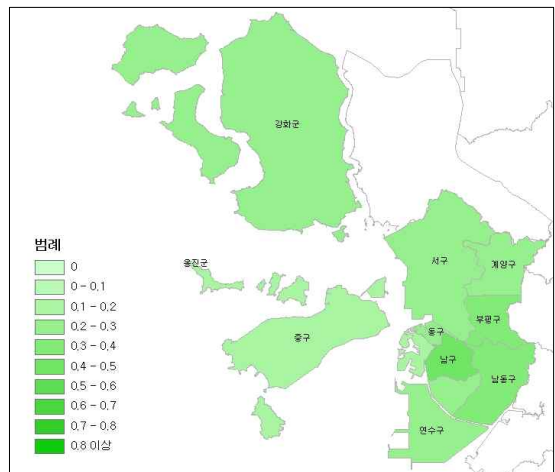 강화군
옹진군
서구
계양구
중구
동구
부평구
남구
남동구
연수구
범례
0
0 - 0.1
0.1 - 0.2
0.2 - 0.3
0.3 - 0.4
0.4 - 0.5
0.5 - 0.6
0.6 - 0.7
0.7 - 0.8
0.8 이상